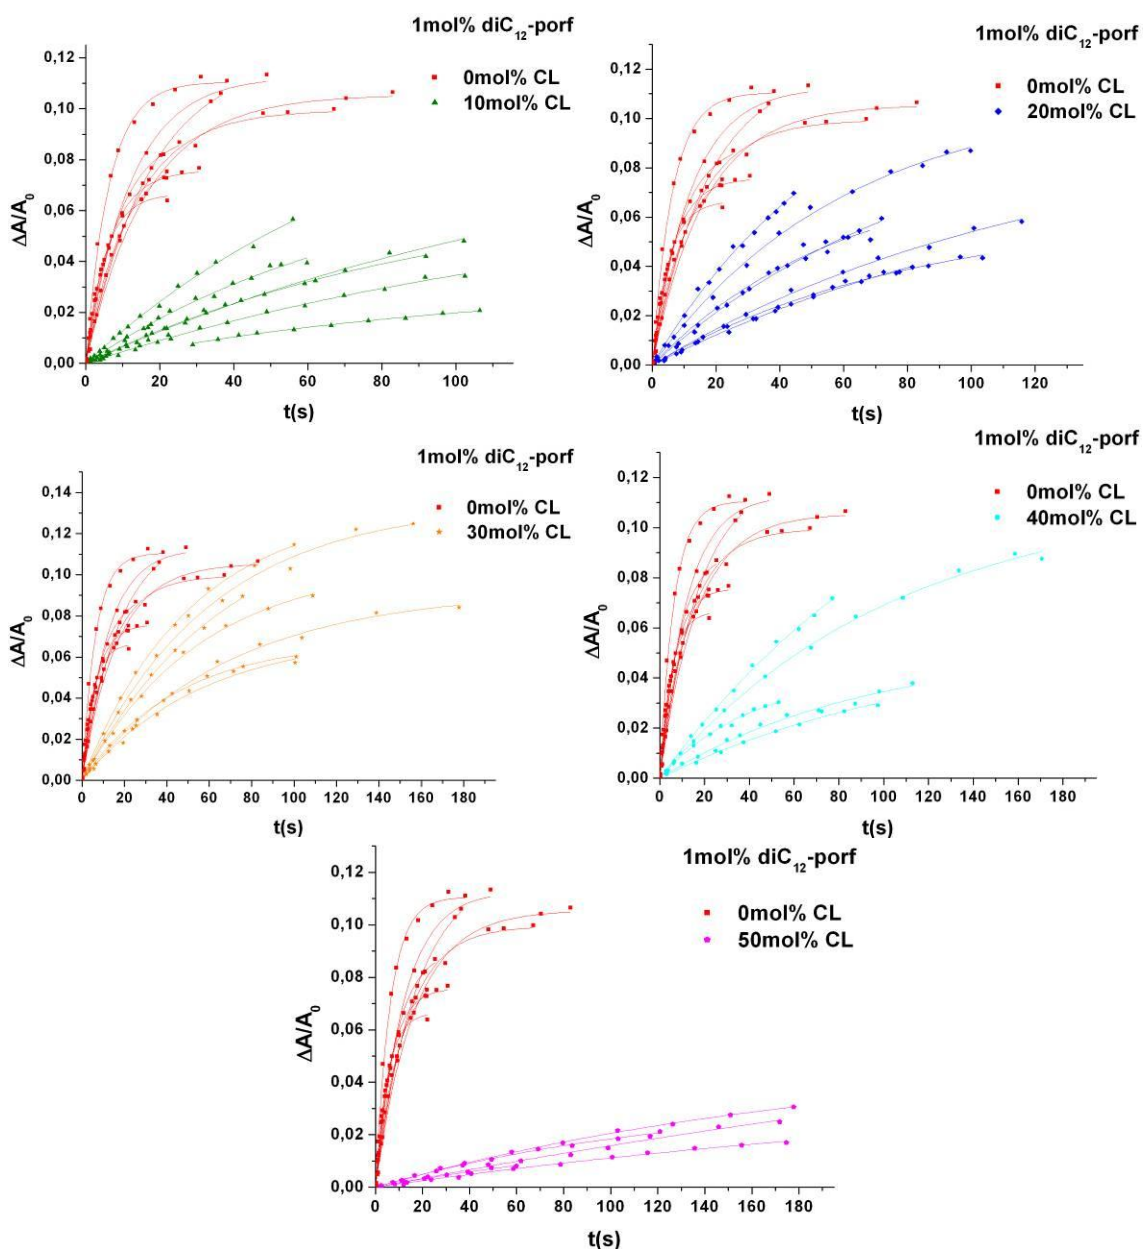 1mol% diC₁₂-porf
0mol% CL
10mol% CL
ΔA/A₀
0,12
0,10
0,08
0,06
0,04
0,02
0,00
0 20 40 60 80 100
t(s)
1mol% diC₁₂-porf
0mol% CL
20mol% CL
ΔA/A₀
0,12
0,10
0,08
0,06
0,04
0,02
0,00
0 20 40 60 80 100 120
t(s)
1mol% diC₁₂-porf
0mol% CL
30mol% CL
ΔA/A₀
0,14
0,12
0,10
0,08
0,06
0,04
0,02
0,00
0 20 40 60 80 100 120 140 160 180
t(s)
1mol% diC₁₂-porf
0mol% CL
40mol% CL
ΔA/A₀
0,12
0,10
0,08
0,06
0,04
0,02
0,00
0 20 40 60 80 100 120 140 160 180
t(s)
1mol% diC₁₂-porf
0mol% CL
50mol% CL
ΔA/A₀
0,12
0,10
0,08
0,06
0,04
0,02
0,00
0 20 40 60 80 100 120 140 160 180
t(s)